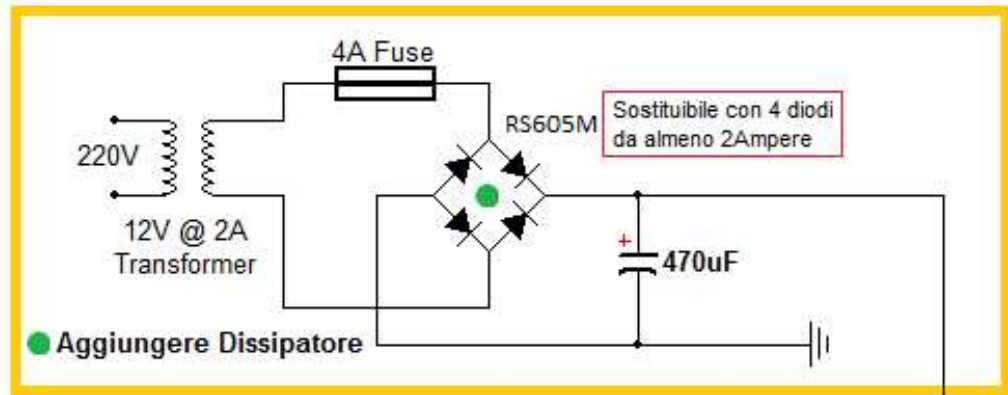 4A Fuse
RS605M
Sostituibile con 4 diodi
da almeno 2Ampere
220V
12V @ 2A
Transformer
+
470uF
Aggiungere Dissipatore